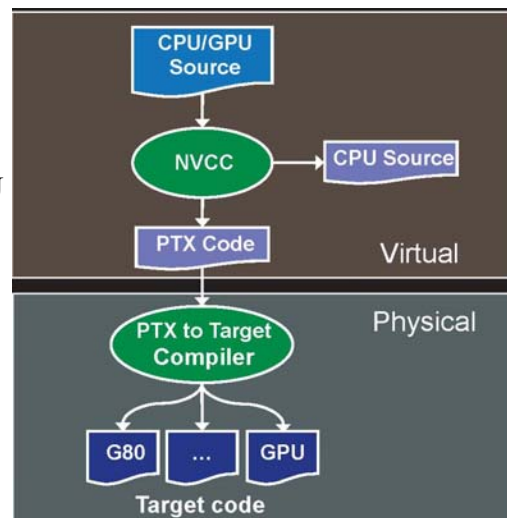 CPU/GPU
Source
NVCC
CPU Source
PTX Code
Virtual
Physical
PTX to Target
Compiler
G80
...
GPU
Target code